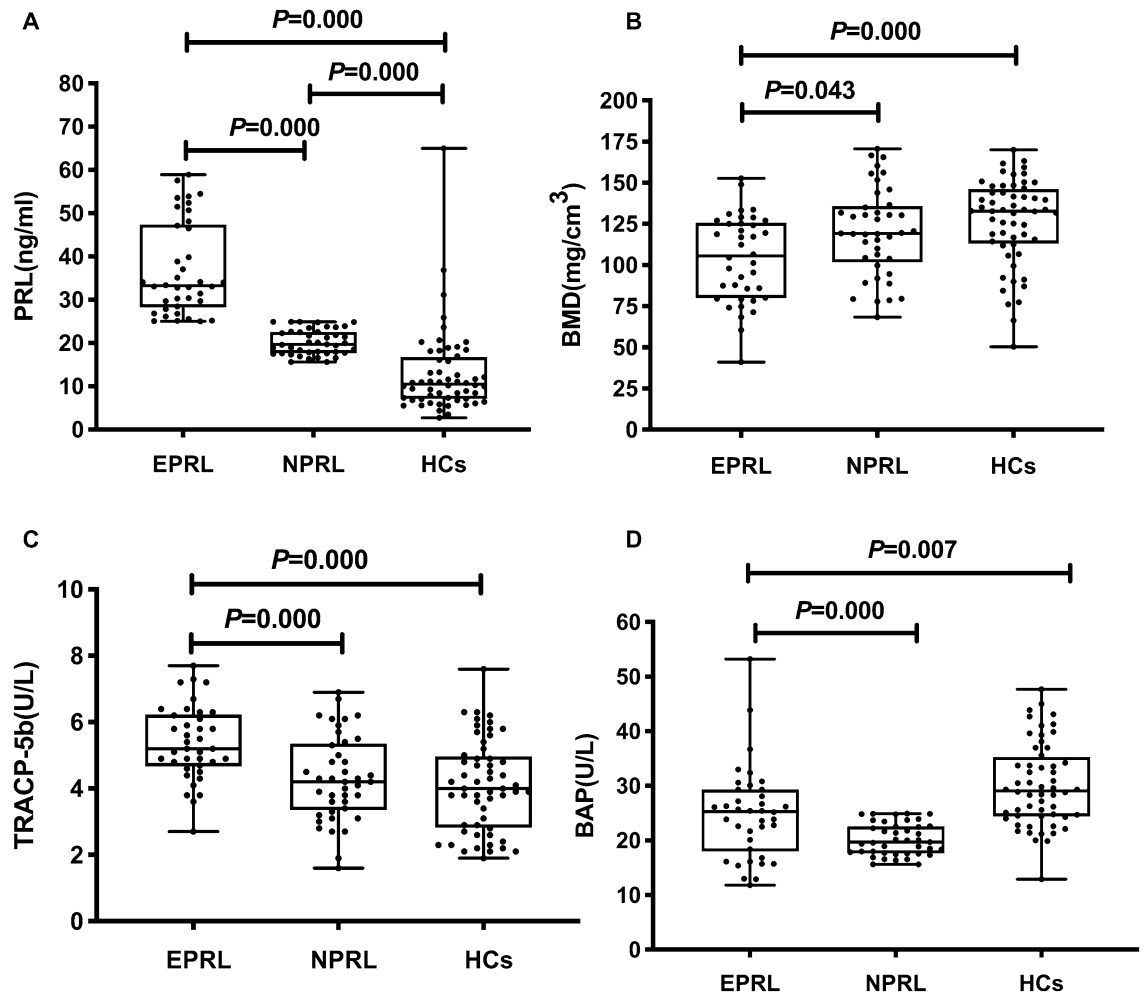 A
P=0.000
P=0.000
P=0.000
PRL(ng/ml)
80
70
60
50
40
30
20
10
0
EPRL NPRL HCs
B
P=0.000
P=0.043
BMD(mg/cm³)
200
175
150
125
100
75
50
25
0
EPRL NPRL HCs
C
P=0.000
P=0.000
TRACP-5b(U/L)
10
8
6
4
2
0
EPRL NPRL HCs
D
P=0.007
P=0.000
BAP(U/L)
60
50
40
30
20
10
0
EPRL NPRL HCs